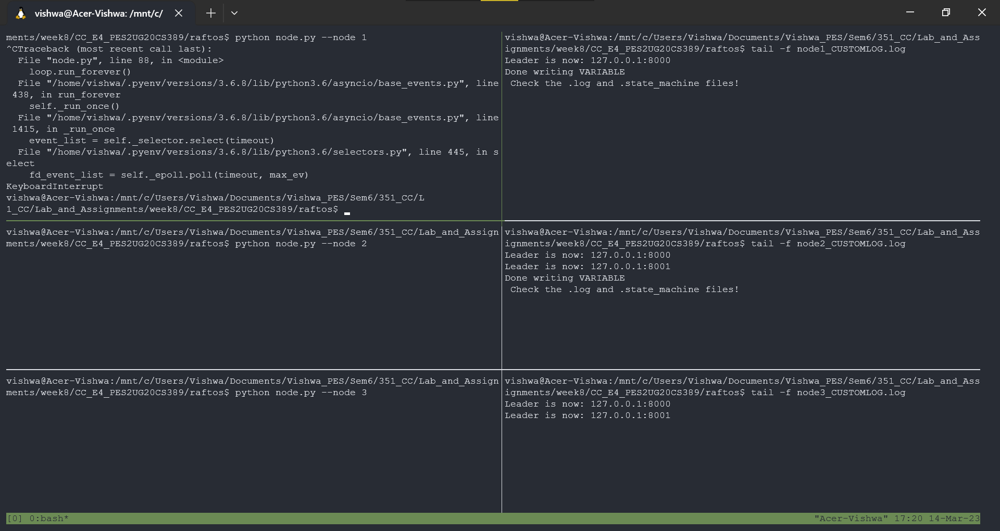 vishwa@Acer-Vishwa: /mnt/c/
ments/week8/CC_E4_PES2UG20CS389/raftos$ python node.py --node 1
^CTraceback (most recent call last):
  File "node.py", line 88, in <module>
    loop.run_forever()
  File "/home/vishwa/.pyenv/versions/3.6.8/lib/python3.6/asyncio/base_events.py", line
 438, in run_forever
    self._run_once()
  File "/home/vishwa/.pyenv/versions/3.6.8/lib/python3.6/asyncio/base_events.py", line
 1415, in _run_once
    event_list = self._selector.select(timeout)
  File "/home/vishwa/.pyenv/versions/3.6.8/lib/python3.6/selectors.py", line 445, in s
elect
    fd_event_list = self._epoll.poll(timeout, max_ev)
KeyboardInterrupt
vishwa@Acer-Vishwa:/mnt/c/Users/Vishwa/Documents/Vishwa_PES/Sem6/351_CC/L
1_CC/Lab_and_Assignments/week8/CC_E4_PES2UG20CS389/raftos$
vishwa@Acer-Vishwa:/mnt/c/Users/Vishwa/Documents/Vishwa_PES/Sem6/351_CC/Lab_and_Ass
ignments/week8/CC_E4_PES2UG20CS389/raftos$ tail -f node1_CUSTOMLOG.log
Leader is now: 127.0.0.1:8000
Done writing VARIABLE
 Check the .log and .state_machine files!
vishwa@Acer-Vishwa:/mnt/c/Users/Vishwa/Documents/Vishwa_PES/Sem6/351_CC/Lab_and_Assign
ments/week8/CC_E4_PES2UG20CS389/raftos$ python node.py --node 2
vishwa@Acer-Vishwa:/mnt/c/Users/Vishwa/Documents/Vishwa_PES/Sem6/351_CC/Lab_and_Ass
ignments/week8/CC_E4_PES2UG20CS389/raftos$ tail -f node2_CUSTOMLOG.log
Leader is now: 127.0.0.1:8000
Leader is now: 127.0.0.1:8001
Done writing VARIABLE
 Check the .log and .state_machine files!
vishwa@Acer-Vishwa:/mnt/c/Users/Vishwa/Documents/Vishwa_PES/Sem6/351_CC/Lab_and_Assign
ments/week8/CC_E4_PES2UG20CS389/raftos$ python node.py --node 3
vishwa@Acer-Vishwa:/mnt/c/Users/Vishwa/Documents/Vishwa_PES/Sem6/351_CC/Lab_and_Ass
ignments/week8/CC_E4_PES2UG20CS389/raftos$ tail -f node3_CUSTOMLOG.log
Leader is now: 127.0.0.1:8000
Leader is now: 127.0.0.1:8001
[0] 0:bash* "Acer-Vishwa" 17:20 14-Mar-23